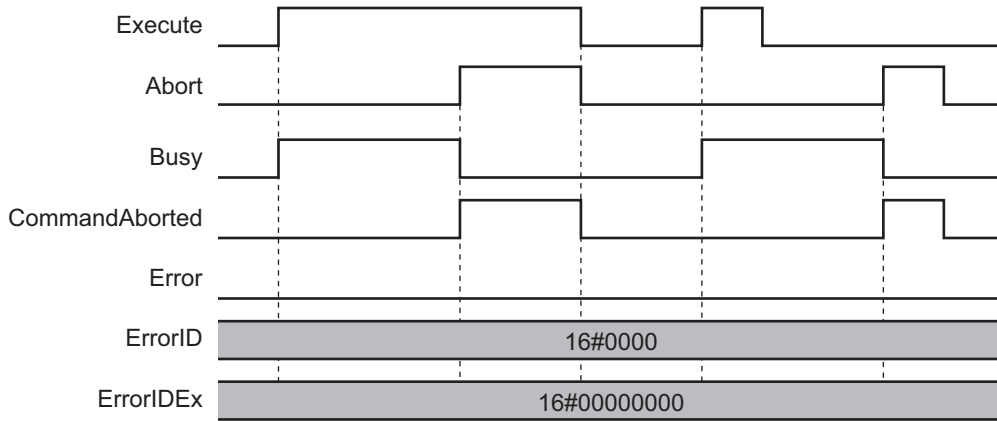 Execute
Abort
Busy
CommandAborted
Error
ErrorID
16#0000
ErrorIDEx
16#00000000